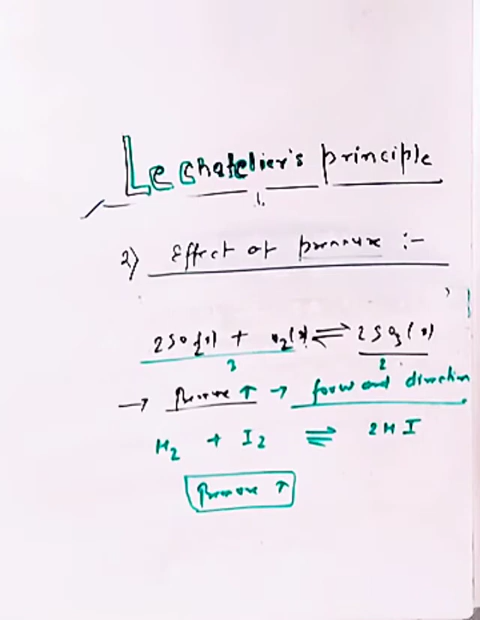 Le chatelier's principle
2) Effect of pressure :-
2SO2(g) + O2(g) ⇌ 2SO3(g)
3 2
→ Pressure ↑ → forward direction
H2 + I2 ⇌ 2HI
Pressure ↑